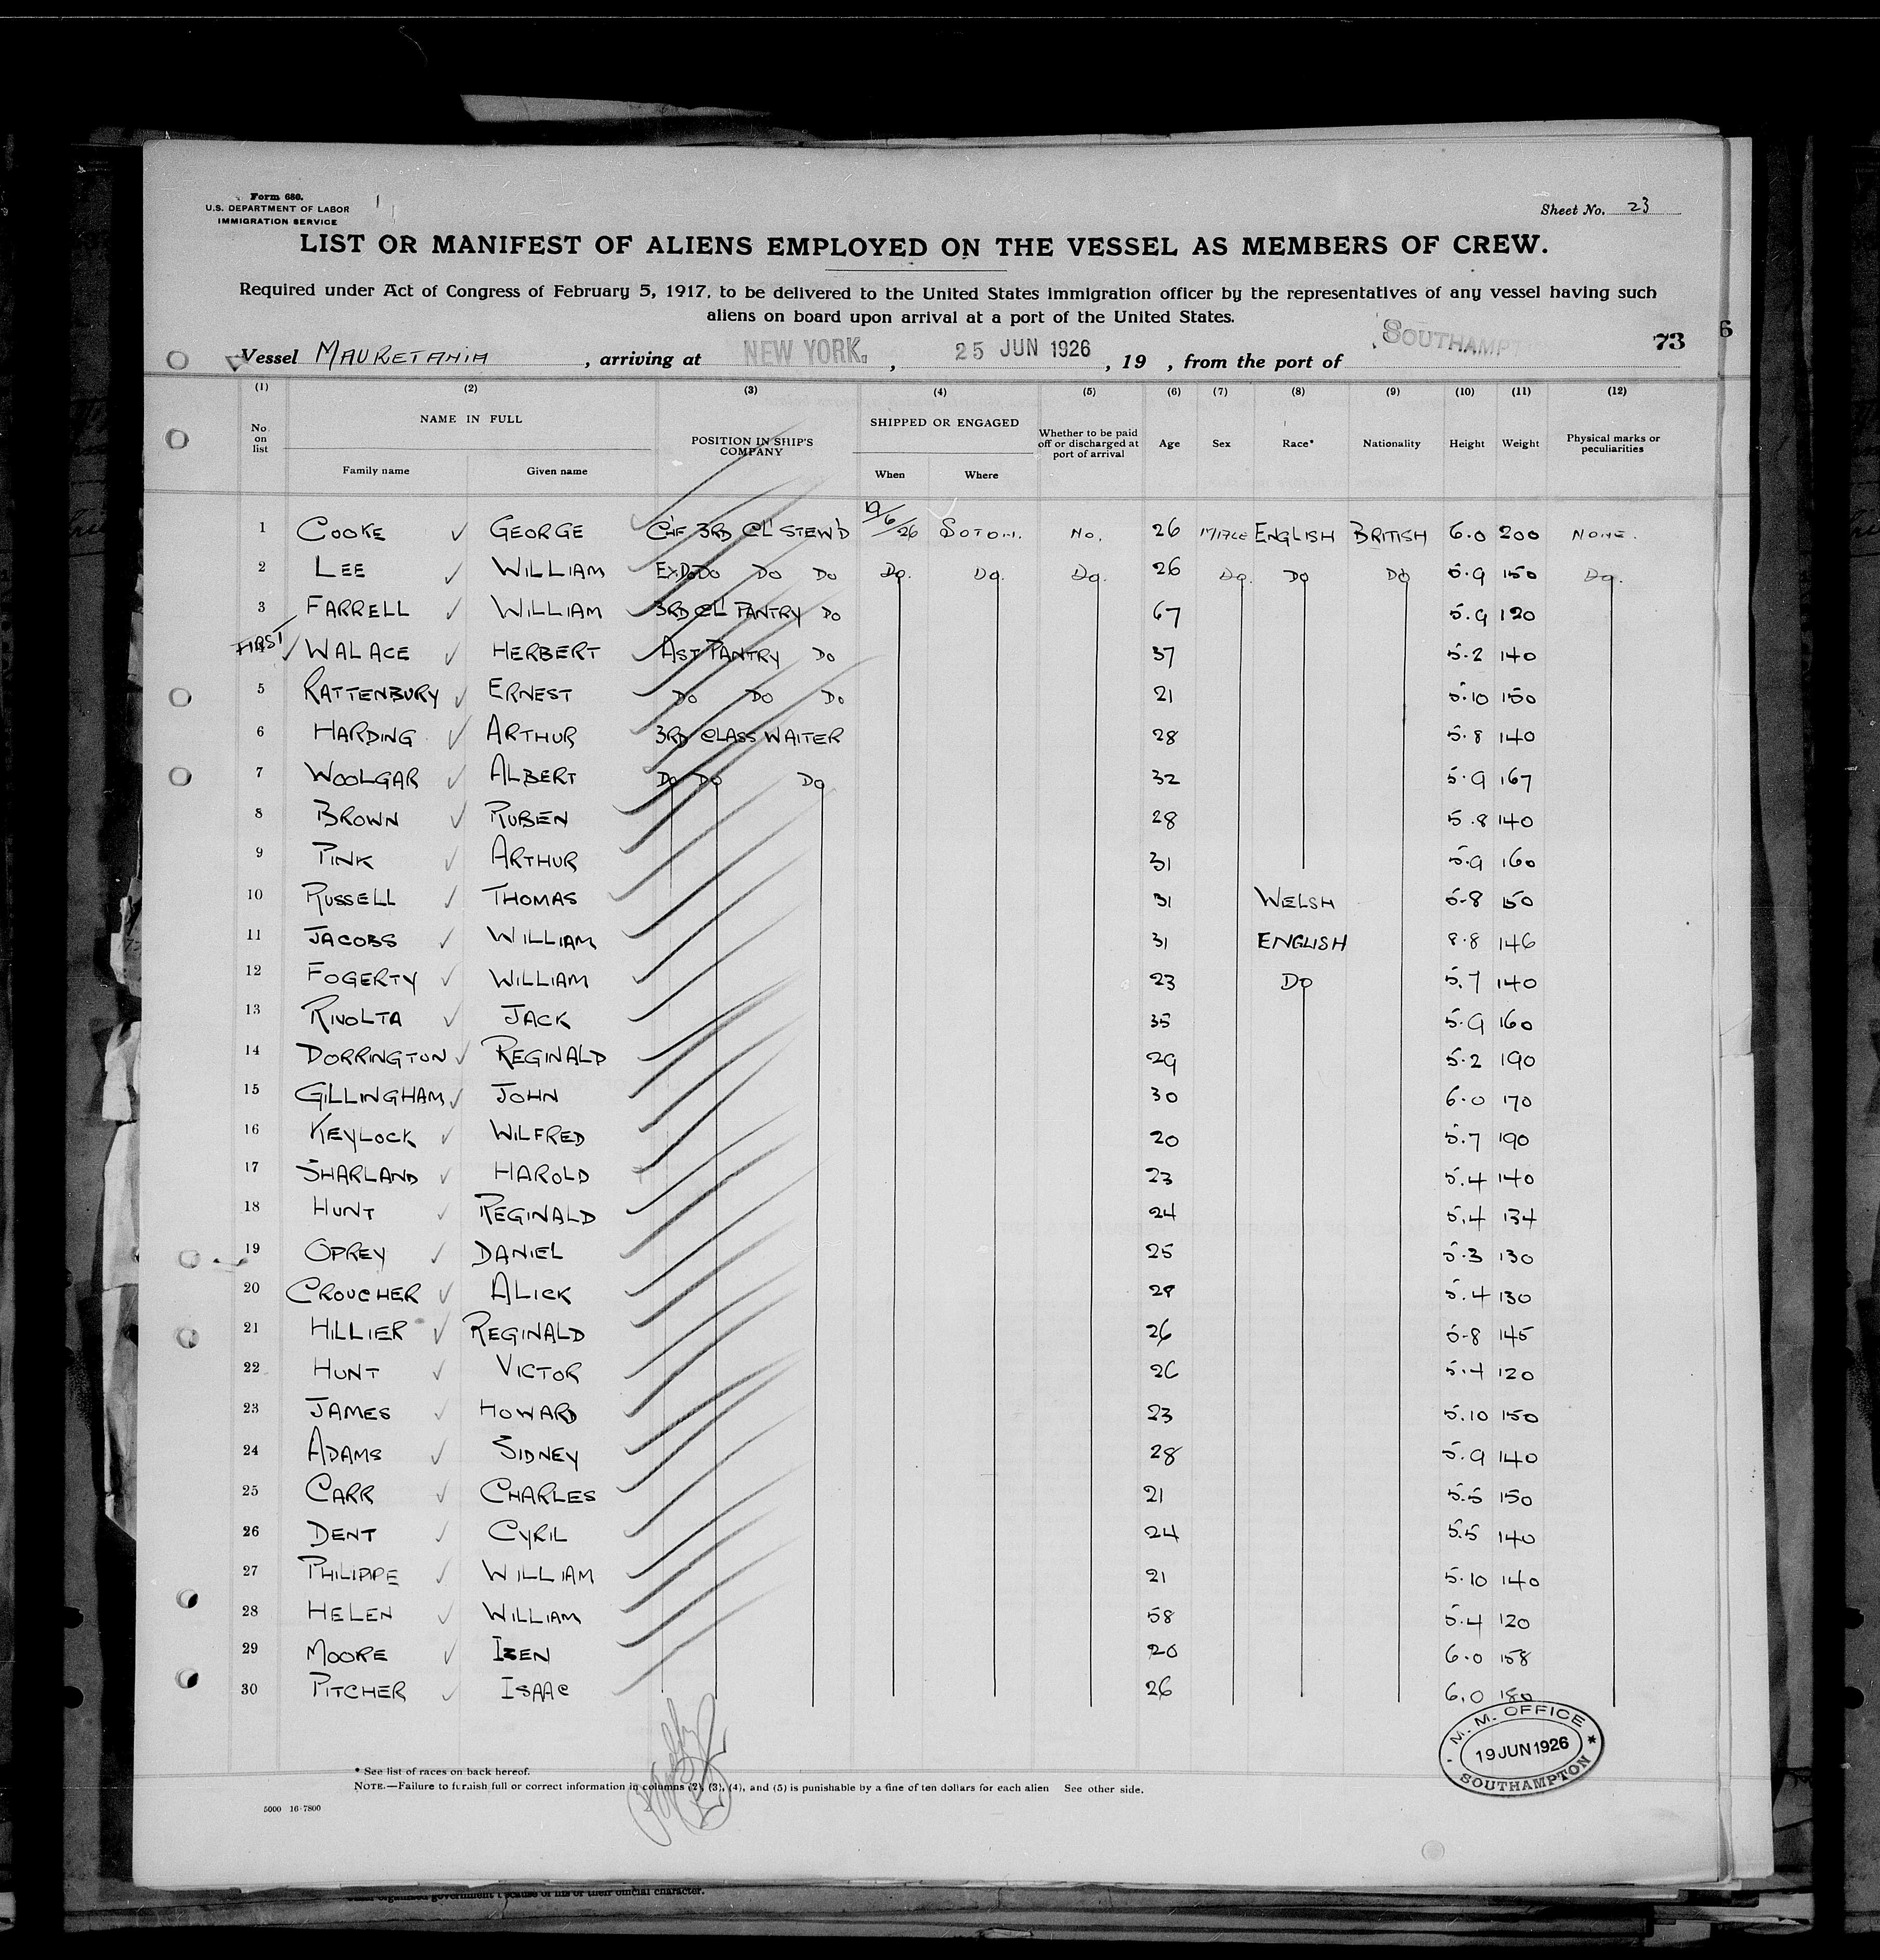 Form 680.
U.S. DEPARTMENT OF LABOR
IMMIGRATION SERVICE
Sheet No. 23
LIST OR MANIFEST OF ALIENS EMPLOYED ON THE VESSEL AS MEMBERS OF CREW.
Required under Act of Congress of February 5, 1917, to be delivered to the United States immigration officer by the representatives of any vessel having such
aliens on board upon arrival at a port of the United States.
73 6
Vessel MAURETANIA , arriving at NEW YORK. , 25 JUN 1926 , 19 , from the port of SOUTHAMP
(1) (2) (3) (4) (5) (6) (7) (8) (9) (10) (11) (12)
No. on list NAME IN FULL Family name Given name POSITION IN SHIP'S COMPANY SHIPPED OR ENGAGED When Where Whether to be paid off or discharged at port of arrival Age Sex Race* Nationality Height Weight Physical marks or peculiarities
1 COOKE ✓ GEORGE CHF 3RD CL STEWD 19/6/26 SOTON. NO. 26 MALE ENGLISH BRITISH 6.0 200 NONE.
2 LEE ✓ WILLIAM Ex.Do Do Do Do Do. Do. Do. 26 Do. Do Do 5.9 150 Do.
3 FARRELL ✓ WILLIAM 3RD CL PANTRY Do 67 5.9 120
FIRST ✓ WALACE ✓ HERBERT AST PANTRY Do 37 5.2 140
5 RATTENBURY ✓ ERNEST Do Do Do 21 5.10 150
6 HARDING ✓ ARTHUR 3RD CLASS WAITER 28 5.8 140
7 WOOLGAR ✓ ALBERT Do Do Do 32 5.9 167
8 BROWN ✓ RUBEN 28 5.8 140
9 PINK ✓ ARTHUR 31 5.9 160
10 RUSSELL ✓ THOMAS 31 WELSH 5-8 150
11 JACOBS ✓ WILLIAM 31 ENGLISH 8.8 146
12 FOGERTY ✓ WILLIAM 23 Do 5.7 140
13 RIVOLTA ✓ JACK 35 5.9 160
14 DORRINGTON ✓ REGINALD 29 5.2 190
15 GILLINGHAM ✓ JOHN 30 6.0 170
16 KEYLOCK ✓ WILFRED 20 5.7 190
17 SHARLAND ✓ HAROLD 23 5.4 140
18 HUNT ✓ REGINALD 24 5.4 134
19 OPREY ✓ DANIEL 25 5.3 130
20 CROUCHER ✓ ALICK 28 5.4 130
21 HILLIER ✓ REGINALD 26 5-8 145
22 HUNT ✓ VICTOR 26 5.4 120
23 JAMES ✓ HOWARD 23 5.10 150
24 ADAMS ✓ SIDNEY 28 5.9 140
25 CARR ✓ CHARLES 21 5.5 150
26 DENT ✓ CYRIL 24 5.5 140
27 PHILIPPE ✓ WILLIAM 21 5.10 140
28 HELEN ✓ WILLIAM 58 5.4 120
29 MOORE ✓ 20 6.0 158
30 PITCHER ✓ ISAAC 26 6.0 180
M. M. OFFICE
19 JUN 1926
SOUTHAMPTON
* See list of races on back hereof.
NOTE.—Failure to furnish full or correct information in columns (2), (3), (4), and (5) is punishable by a fine of ten dollars for each alien See other side.
5000 16-7800
organised government because of his or their official character.